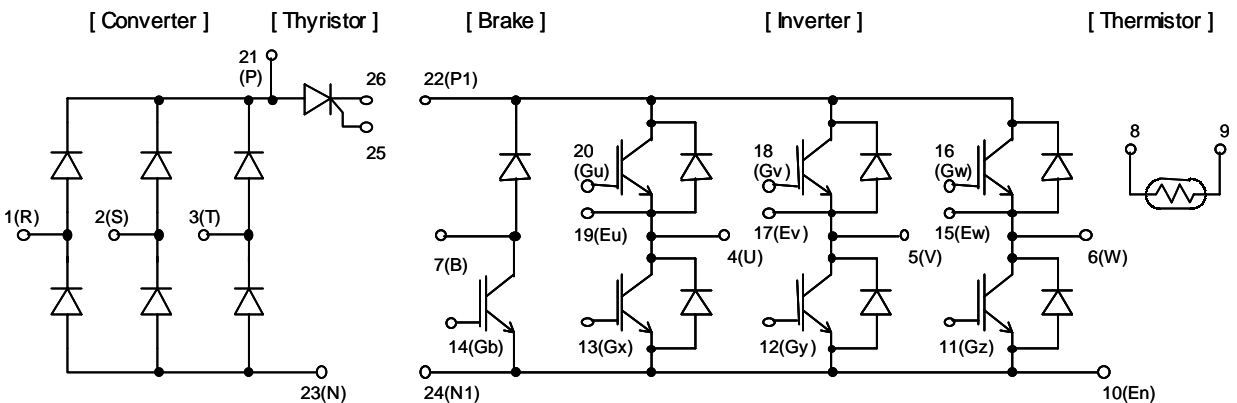 [ Converter ] [ Thyristor ] [ Brake ] [ Inverter ] [ Thermistor ]
21
(P)
26
22(P1)
25
8 9
20
(Gu)
18
(Gv)
16
(Gw)
1(R) 2(S) 3(T)
19(Eu) 17(Ev) 15(Ew)
7(B) 4(U) 5(V) 6(W)
14(Gb) 13(Gx) 12(Gy) 11(Gz)
23(N) 24(N1) 10(En)